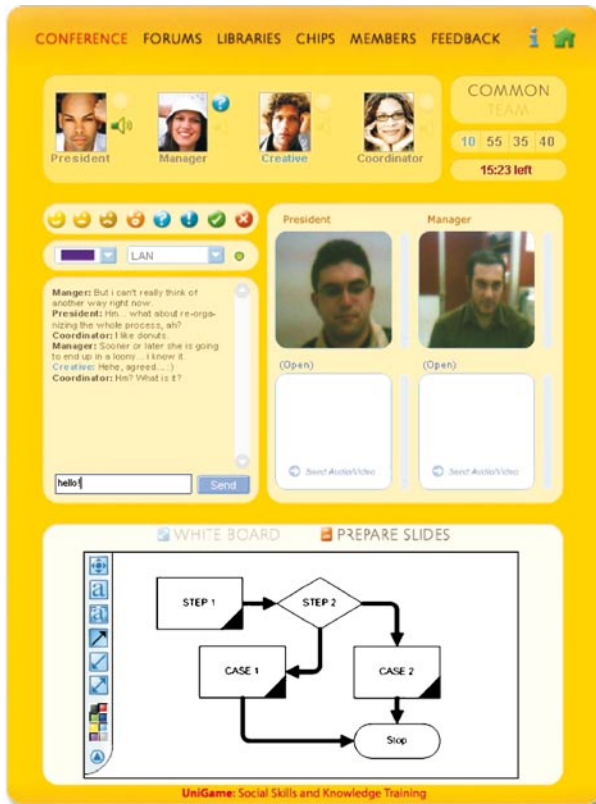 CONFERENCE FORUMS LIBRARIES CHIPS MEMBERS FEEDBACK i
President Manager Creative Coordinator
COMMON
TEAM
10 55 35 40
15:23 left
LAN
Manger: But i can't really think of
another way right now.
President: Hm... what about re-orga-
nizing the whole process, ah?
Coordinator: I like donuts.
Manager: Sooner or later she is going
to end up in a loony... i know it.
Creative: Hehe, agreed... :)
Coordinator: Hm? What is it?
hello! Send
President Manager
(Open) (Open)
Send Audio/Video Send Audio/Video
WHITE BOARD PREPARE SLIDES
a
a
STEP 1 STEP 2
CASE 1 CASE 2
Stop
UniGame: Social Skills and Knowledge Training